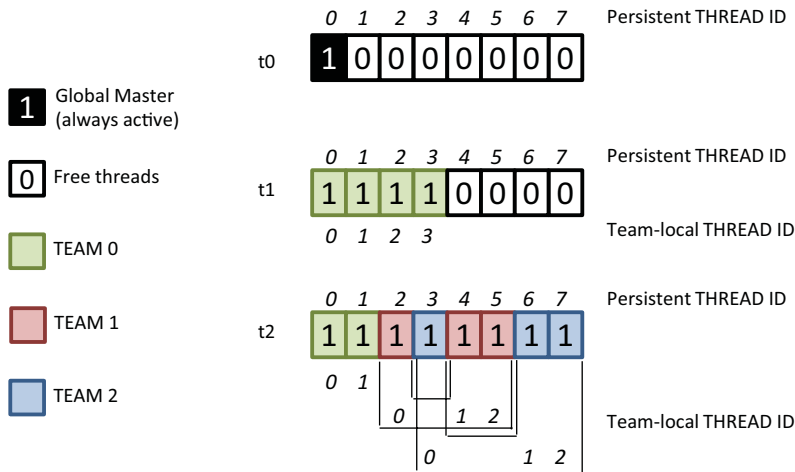 0 1 2 3 4 5 6 7 Persistent THREAD ID
t0 1 0 0 0 0 0 0 0
1 Global Master
(always active)
0 Free threads
TEAM 0
TEAM 1
TEAM 2
0 1 2 3 4 5 6 7 Persistent THREAD ID
t1 1 1 1 1 0 0 0 0
0 1 2 3 Team-local THREAD ID
0 1 2 3 4 5 6 7 Persistent THREAD ID
t2 1 1 1 1 1 1 1 1
0 1
0 1 2 Team-local THREAD ID
0 1 2